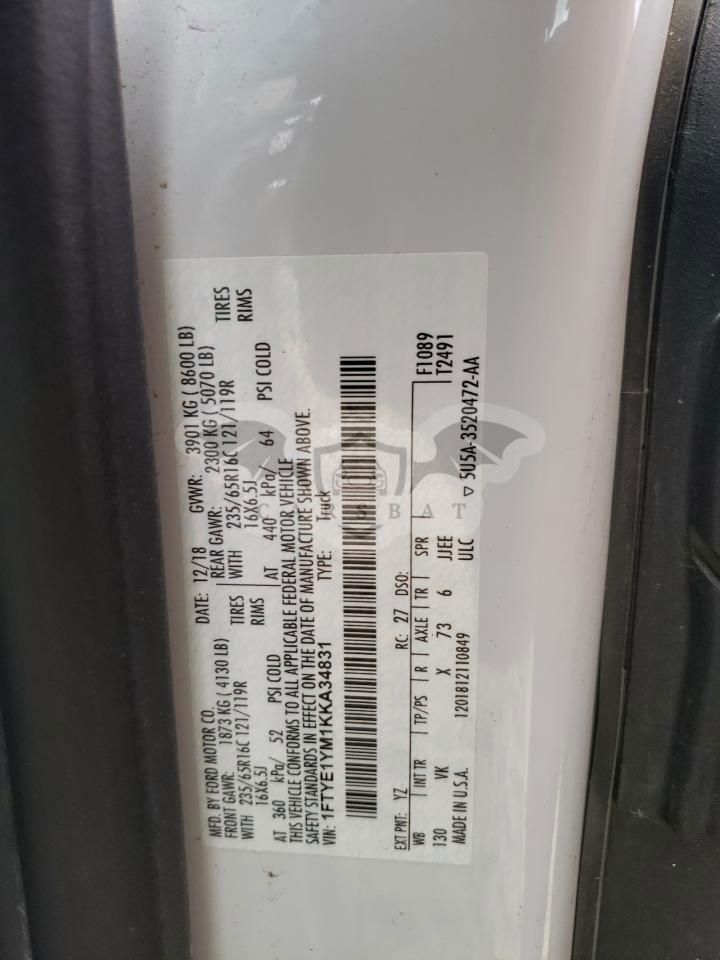 MFD. BY FORD MOTOR CO. DATE: 12/18 GVWR: 3901 KG ( 8600 LB)
FRONT GAWR: 1873 KG ( 4130 LB) REAR GAWR: 2300 KG ( 5070 LB)
WITH 235/65R16C 121/119R TIRES WITH 235/65R16C 121/119R TIRES
16X6.5J RIMS 16X6.5J RIMS
AT 360 kPa/ 52 PSI COLD AT 440 kPa/ 64 PSI COLD
THIS VEHICLE CONFORMS TO ALL APPLICABLE FEDERAL MOTOR VEHICLE
SAFETY STANDARDS IN EFFECT ON THE DATE OF MANUFACTURE SHOWN ABOVE.
VIN: 1FTYE1YM1KKA34831 TYPE: Truck
EXT PNT: YZ RC: 27 DSO: F1089
WB INT TR TP/PS R AXLE TR SPR T2491
130 VK X 73 6 JJEE
MADE IN U.S.A. 1201812110849 ULC ▽ 5U5A-3520472-AA
CARSBAT